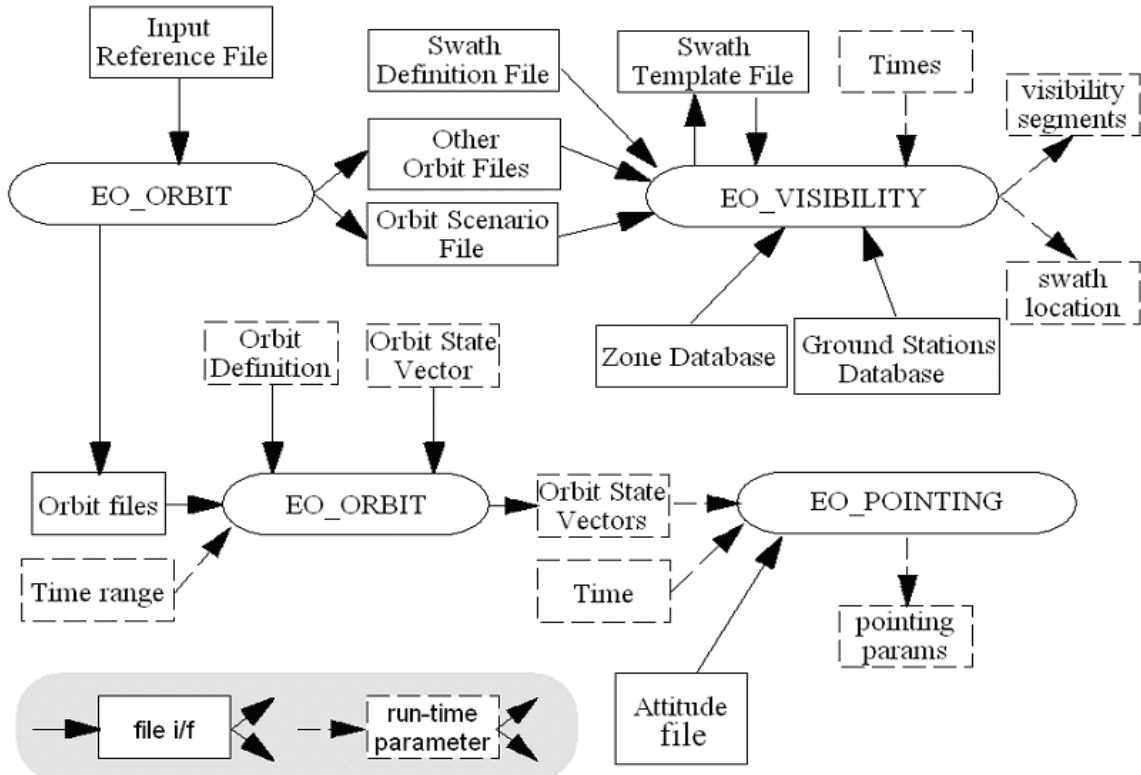 Input
Reference File
Swath
Definition File
Swath
Template File
Times
visibility
segments
Other
Orbit Files
EO_ORBIT
EO_VISIBILITY
Orbit Scenario
File
swath
location
Orbit
Definition
Orbit State
Vector
Zone Database
Ground Stations
Database
Orbit files
EO_ORBIT
Orbit State
Vectors
EO_POINTING
Time range
Time
pointing
params
file i/f
run-time
parameter
Attitude
file